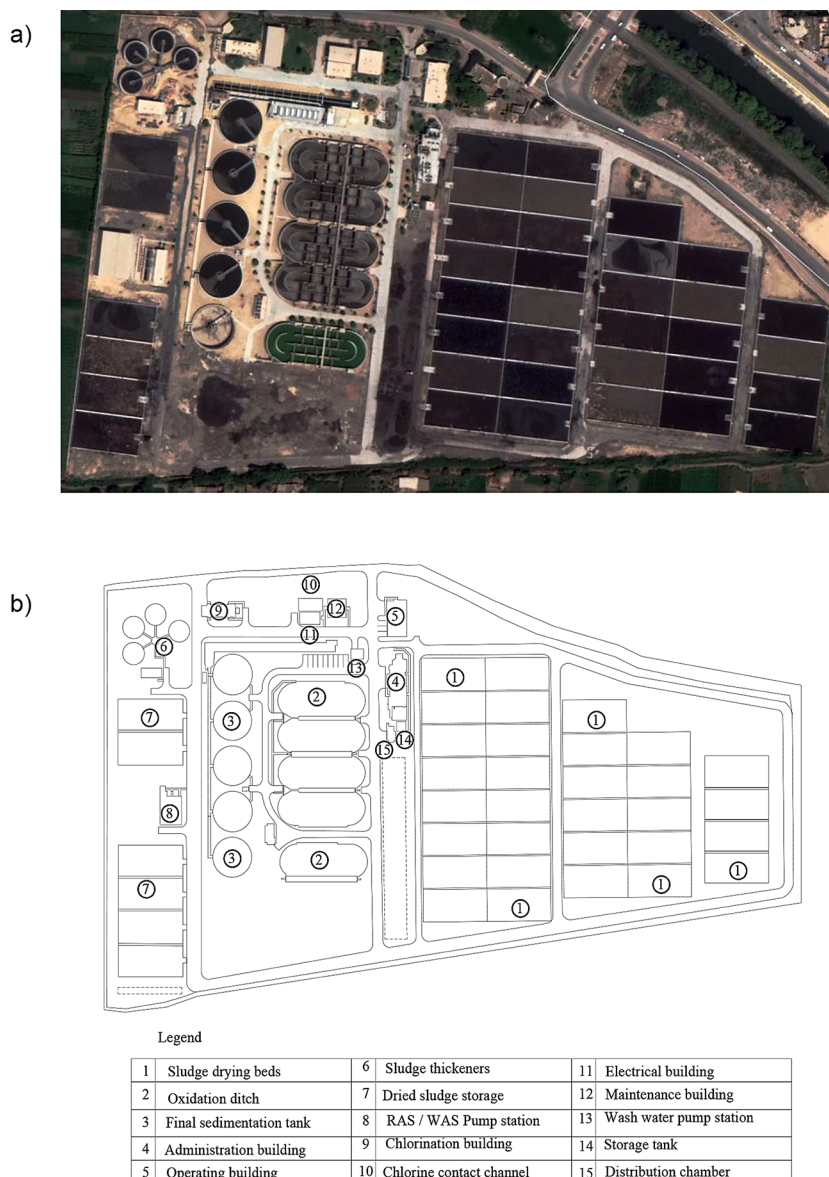 a)
b)
10
9
12
5
11
6
13
4
2
1
7
3
1
14
15
8
3
2
7
1
1
1
Legend
1 Sludge drying beds 6 Sludge thickeners 11 Electrical building
2 Oxidation ditch 7 Dried sludge storage 12 Maintenance building
3 Final sedimentation tank 8 RAS / WAS Pump station 13 Wash water pump station
4 Administration building 9 Chlorination building 14 Storage tank
5 Operating building 10 Chlorine contact channel 15 Distribution chamber